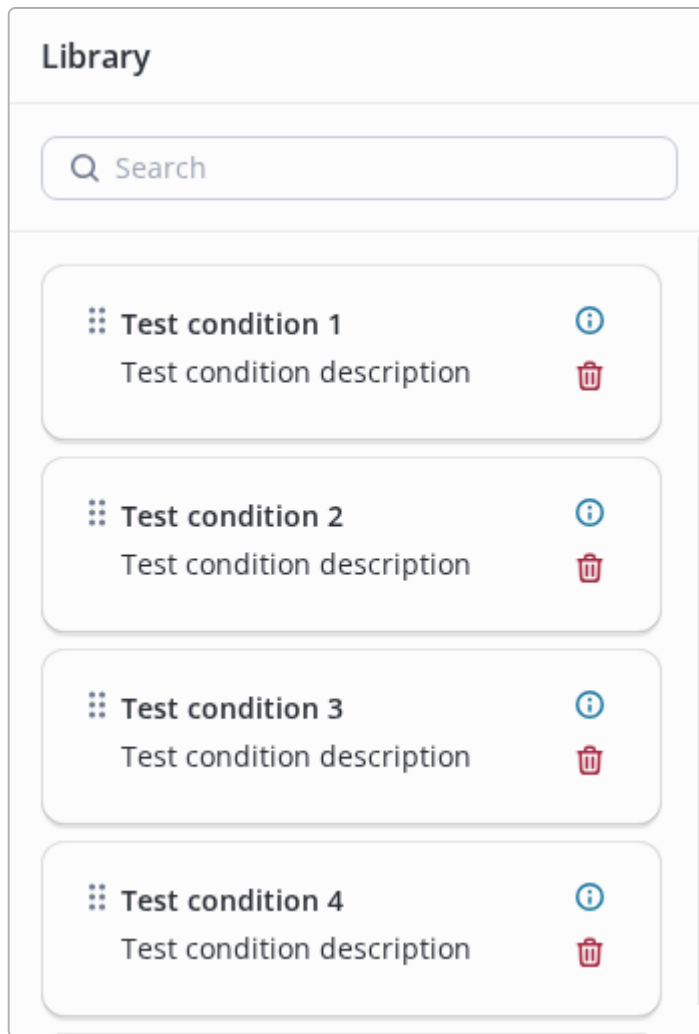 Library
Search
Test condition 1
Test condition description
Test condition 2
Test condition description
Test condition 3
Test condition description
Test condition 4
Test condition description